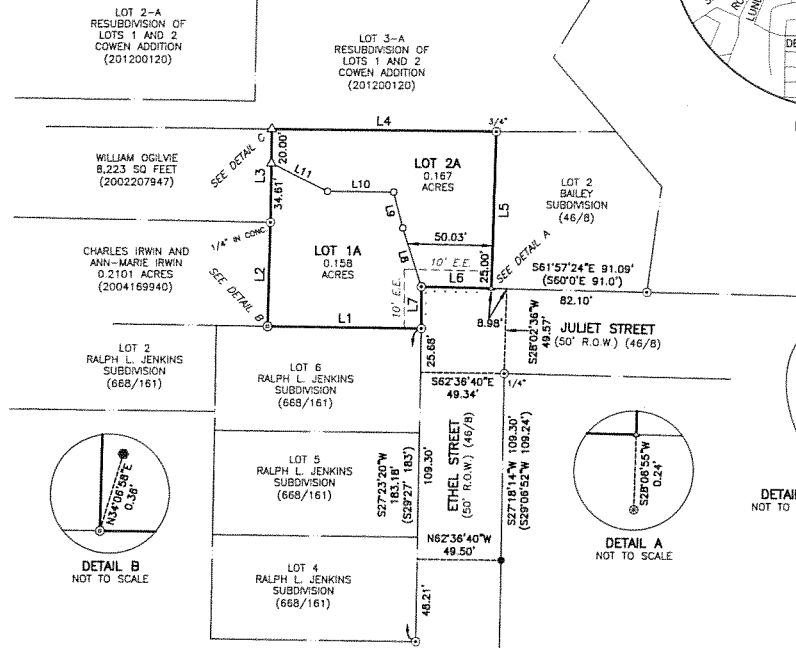 LOT 2-A
RESUBDIVISION OF
LOTS 1 AND 2
COWEN ADDITION
(201200120)
LOT 3-A
RESUBDIVISION OF
LOTS 1 AND 2
COWEN ADDITION
(201200120)
L4
3/4"
WILLIAM OGILVIE
8,223 SQ FEET
(2002207947)
SEE DETAIL C
20.00'
L3
34.61'
L11
L10
L9
L8
LOT 2A
0.167
ACRES
L5
LOT 2
BAILEY
SUBDIVISION
(46/8)
1/4" IN CONC
50.03'
SEE DETAIL A
CHARLES IRWIN AND
ANN-MARIE IRWIN
0.2101 ACRES
(2004169940)
SEE DETAIL B
L2
LOT 1A
0.158
ACRES
10' E.E.
10' E.E.
L6
25.00'
S61°57'24"E 91.09'
(S60°0'E 91.0')
82.10'
L7
L1
8.98'
S28°02'36"W
49.57'
JULIET STREET
(50' R.O.W.) (46/8)
25.68'
LOT 2
RALPH L. JENKINS
SUBDIVISION
(668/161)
LOT 6
RALPH L. JENKINS
SUBDIVISION
(668/161)
S62°36'40"E
49.34'
1/4"
LOT 5
RALPH L. JENKINS
SUBDIVISION
(668/161)
S27°23'20"W
183.18'
(S29°27' 183')
109.30'
ETHEL STREET
(50' R.O.W.) (46/8)
S27°18'14"W 109.30'
(S29°06'52"W 109.24')
N34°06'58"E
0.38'
DETAIL B
NOT TO SCALE
S28°06'55"W
0.24'
DETAIL A
NOT TO SCALE
DETAIL
NOT TO
N62°36'40"W
49.50'
LOT 4
RALPH L. JENKINS
SUBDIVISION
(668/161)
48.21'